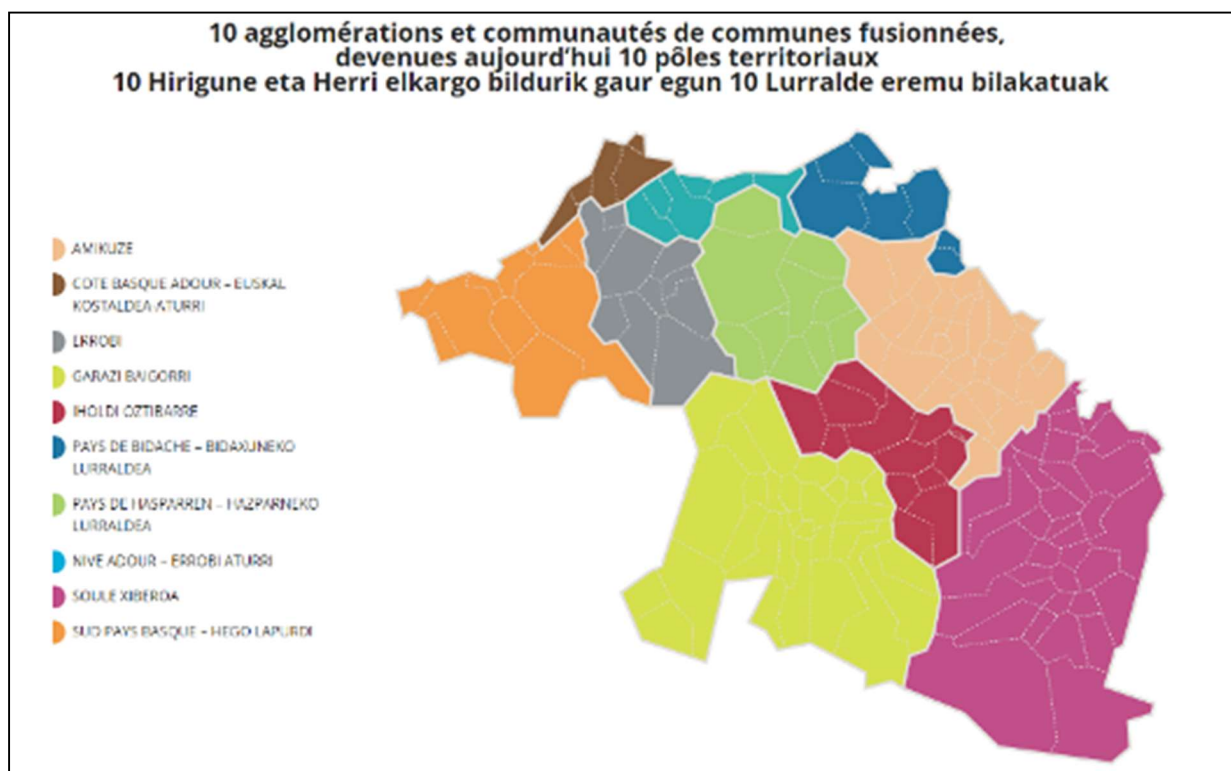 10 agglomérations et communautés de communes fusionnées,
devenues aujourd'hui 10 pôles territoriaux
10 Hirigune eta Herri elkargo bildurik gaur egun 10 Lurralde eremu bilakatuak
AMIKUZE
COTE BASQUE ADOUR – EUSKAL
KOSTALDEA-ATURRI
ERROBI
GARAZI BAIGORRI
IHOLDI OZTIBARRE
PAYS DE BIDACHE – BIDAXUNEKO
LURRALDEA
PAYS DE HASPARREN – HAZPARNEKO
LURRALDEA
NIVE ADOUR – ERROBI ATURRI
SOULE XIBEROA
SUD PAYS BASQUE – HEGO LAPURDI